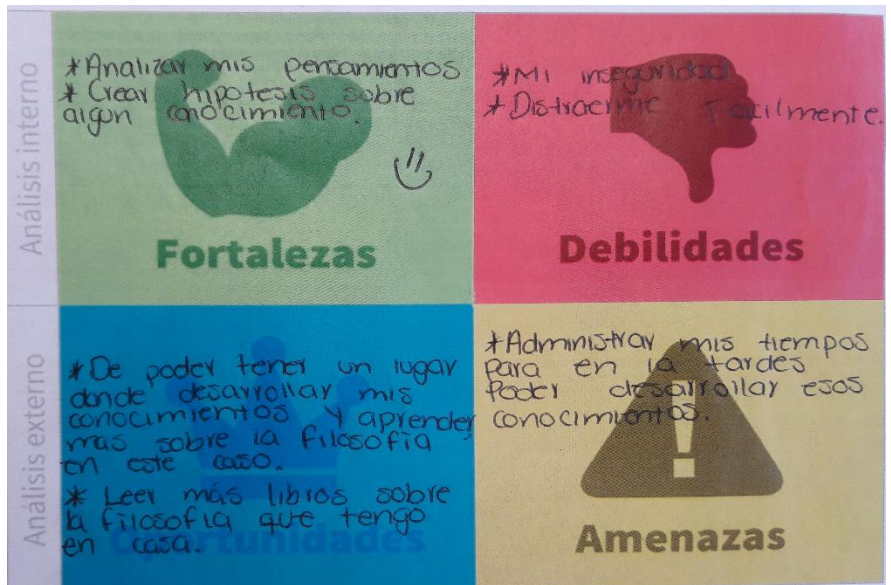 Análisis interno
*Analizar mis pensamientos
* Crear hipotesis sobre
algun conocimiento.
Fortalezas
*Mi inseguridad
*Distraerme facilmente.
Debilidades
Análisis externo
*De poder tener un lugar
donde desarrollar mis
conocimientos y aprender
mas sobre la filosofia
en este caso.
* Leer más libros sobre
la filosofia que tengo
en casa.
Oportunidades
*Administrar mis tiempos
para en la tardes
Poder desarrollar esos
conocimientos.
Amenazas